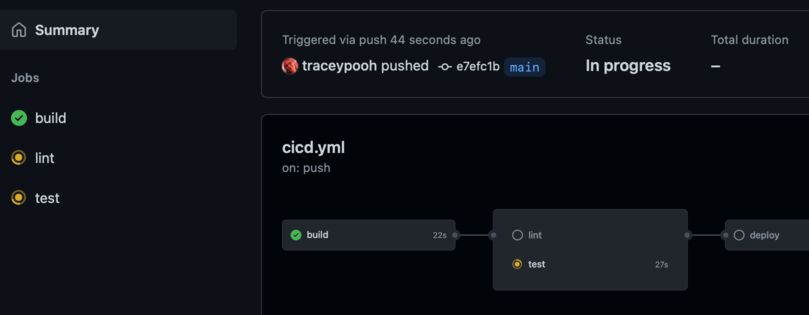 Summary
Jobs
build
lint
test
Triggered via push 44 seconds ago
traceypooh pushed e7efc1b main
Status
In progress
Total duration
–
cicd.yml
on: push
build 22s
lint
test 27s
deploy